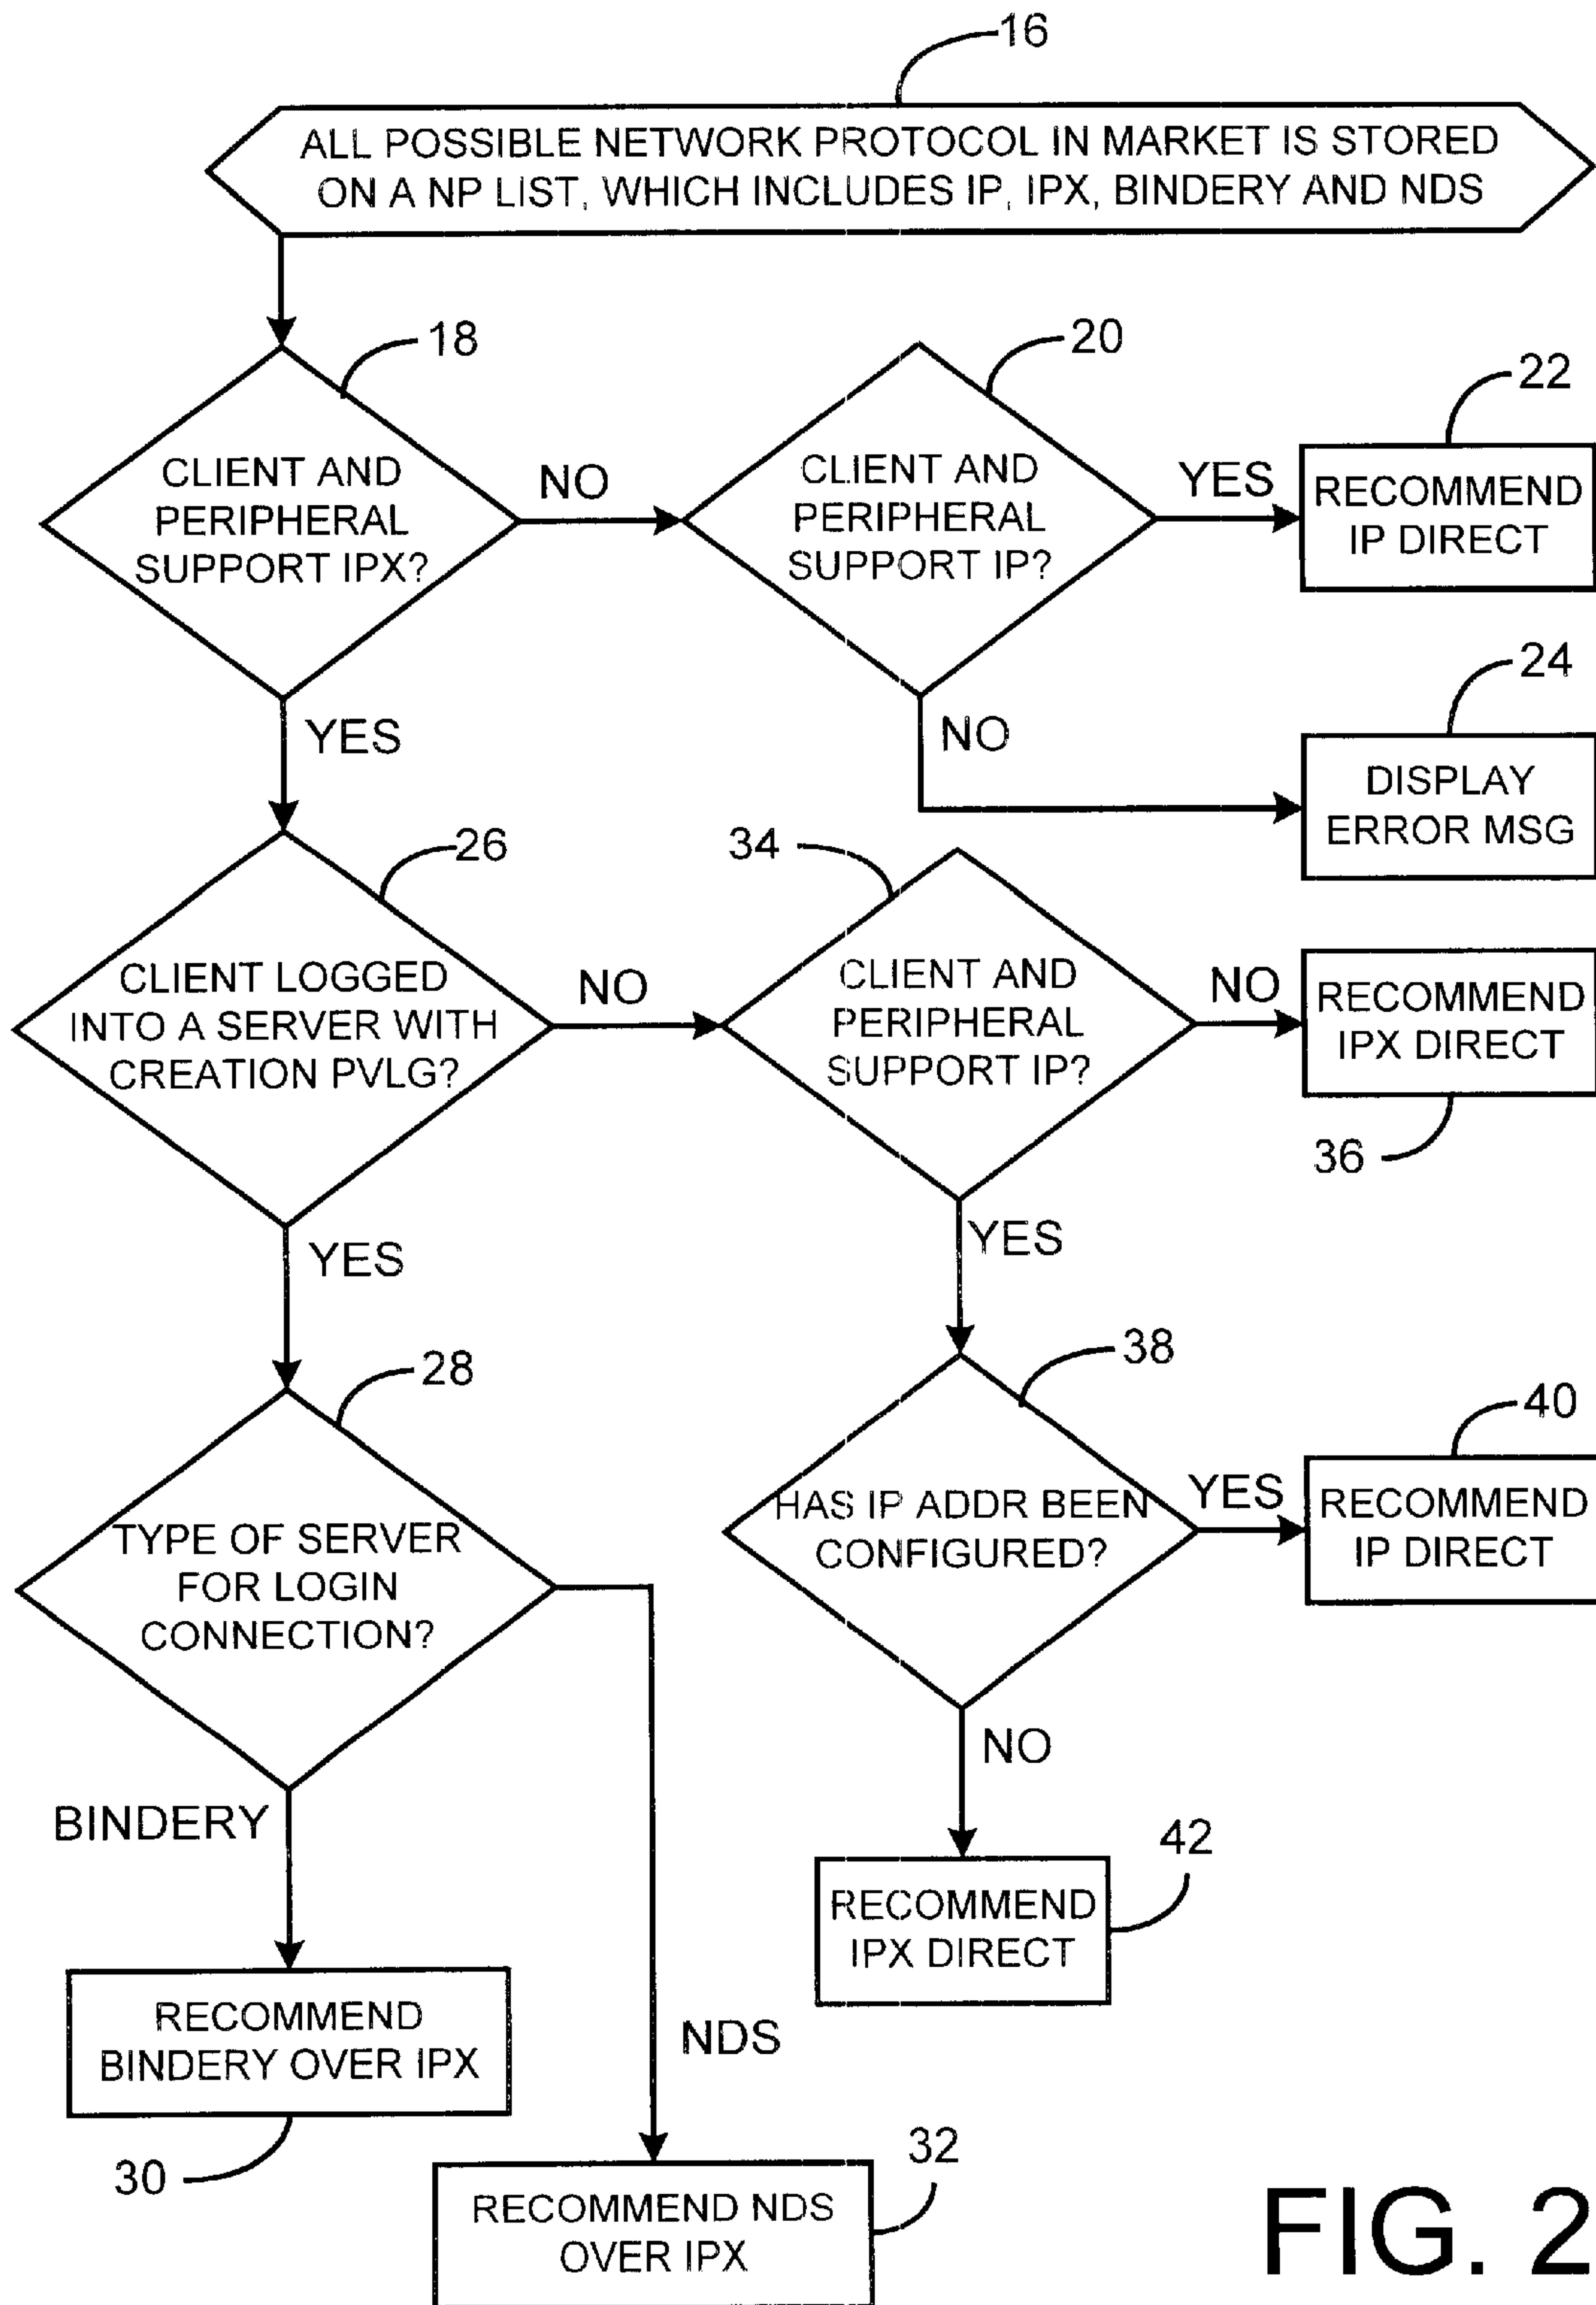 16
ALL POSSIBLE NETWORK PROTOCOL IN MARKET IS STORED
ON A NP LIST, WHICH INCLUDES IP, IPX, BINDERY AND NDS
18
CLIENT AND
PERIPHERAL
SUPPORT IPX?
NO
20
CLIENT AND
PERIPHERAL
SUPPORT IP?
YES
22
RECOMMEND
IP DIRECT
YES
NO
24
DISPLAY
ERROR MSG
26
CLIENT LOGGED
INTO A SERVER WITH
CREATION PVLG?
NO
34
CLIENT AND
PERIPHERAL
SUPPORT IP?
NO
RECOMMEND
IPX DIRECT
36
YES
YES
28
TYPE OF SERVER
FOR LOGIN
CONNECTION?
38
HAS IP ADDR BEEN
CONFIGURED?
YES
40
RECOMMEND
IP DIRECT
NO
42
RECOMMEND
IPX DIRECT
BINDERY
RECOMMEND
BINDERY OVER IPX
30
NDS
32
RECOMMEND NDS
OVER IPX
FIG. 2